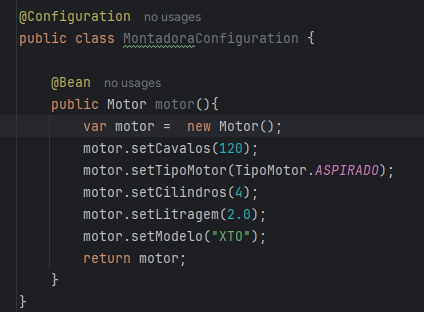 @Configuration no usages
public class MontadoraConfiguration {
@Bean no usages
public Motor motor(){
var motor = new Motor();
motor.setCavalos(120);
motor.setTipoMotor(TipoMotor.ASPIRADO);
motor.setCilindros(4);
motor.setLitragem(2.0);
motor.setModelo("XTO");
return motor;
}
}